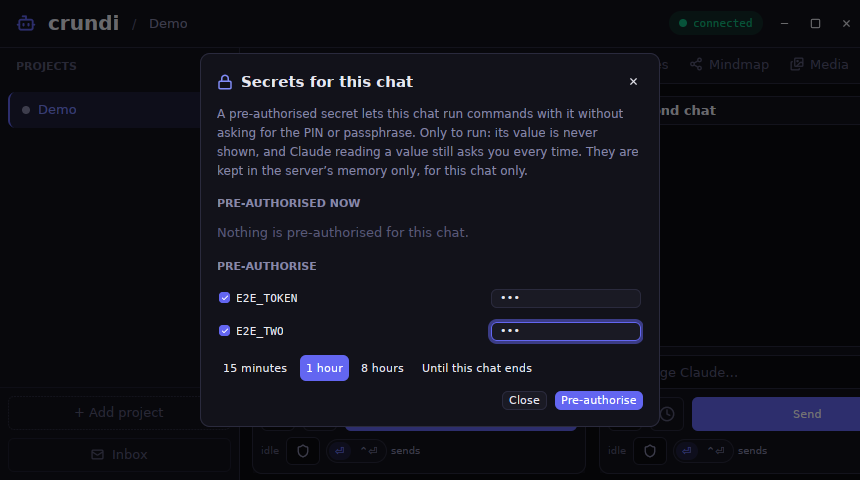 crundi / Demo
connected
PROJECTS
Mindmap
Media
Demo
nd chat
Secrets for this chat
A pre-authorised secret lets this chat run commands with it without
asking for the PIN or passphrase. Only to run: its value is never
shown, and Claude reading a value still asks you every time. They are
kept in the server’s memory only, for this chat only.
PRE-AUTHORISED NOW
Nothing is pre-authorised for this chat.
PRE-AUTHORISE
E2E_TOKEN •••
E2E_TWO •••
15 minutes 1 hour 8 hours Until this chat ends
Close Pre-authorise
ge Claude...
+ Add project
Send
Inbox
idle ⏎ ^⏎ sends
idle ⏎ ^⏎ sends